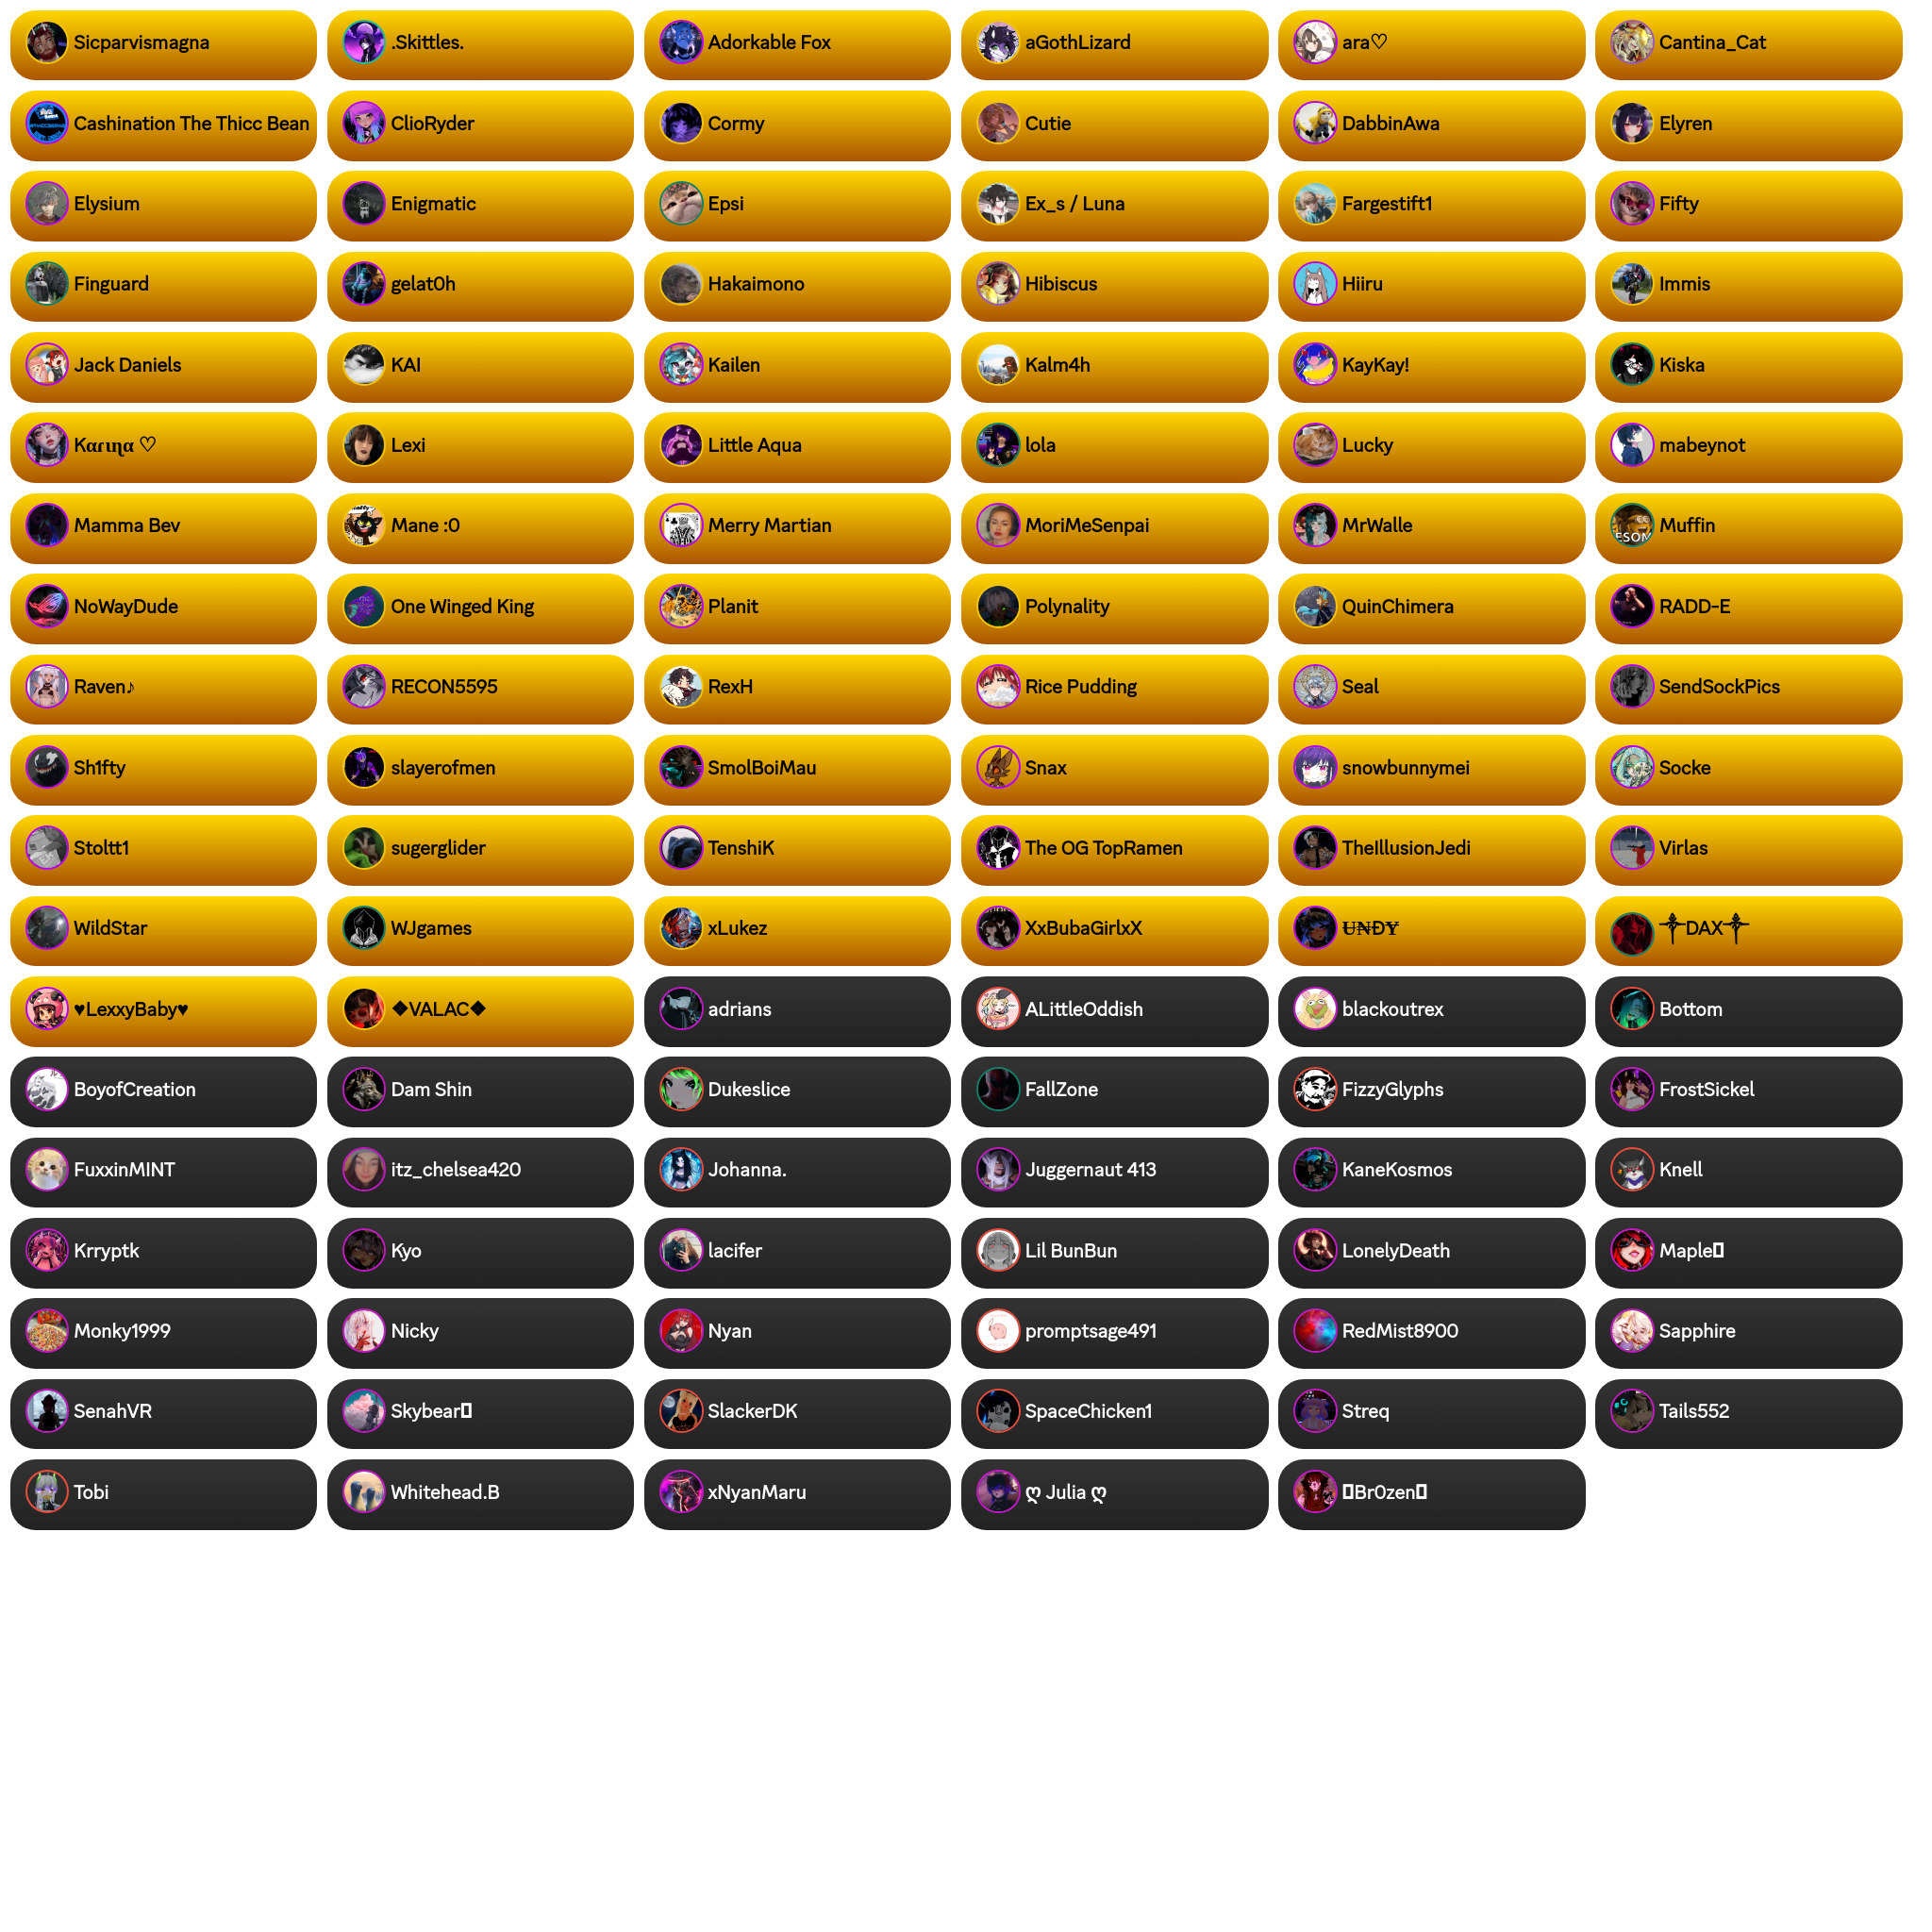 Sicparvismagna
.Skittles.
Adorkable Fox
aGothLizard
ara♡
Cantina_Cat
Cashination The Thicc Bean
ClioRyder
Cormy
Cutie
DabbinAwa
Elyren
Elysium
Enigmatic
Epsi
Ex_s / Luna
Fargestift1
Fifty
Finguard
gelat0h
Hakaimono
Hibiscus
Hiiru
Immis
Jack Daniels
KAI
Kailen
Kalm4h
KayKay!
Kiska
Kαɾιɳα ♡
Lexi
Little Aqua
lola
Lucky
mabeynot
Mamma Bev
Mane :0
Merry Martian
MoriMeSenpai
MrWalle
Muffin
NoWayDude
One Winged King
Planit
Polynality
QuinChimera
RADD-E
Raven♪
RECON5595
RexH
Rice Pudding
Seal
SendSockPics
Sh1fty
slayerofmen
SmolBoiMau
Snax
snowbunnymei
Socke
Stoltt1
sugerglider
TenshiK
The OG TopRamen
TheIllusionJedi
Virlas
WildStar
WJgames
xLukez
XxBubaGirlxX
ɄNĐɎ
⸸DAX⸸
♥LexxyBaby♥
◆VALAC◆
adrians
ALittleOddish
blackoutrex
Bottom
BoyofCreation
Dam Shin
Dukeslice
FallZone
FizzyGlyphs
FrostSickel
FuxxinMINT
itz_chelsea420
Johanna.
Juggernaut 413
KaneKosmos
Knell
Krryptk
Kyo
lacifer
Lil BunBun
LonelyDeath
Maple
Monky1999
Nicky
Nyan
promptsage491
RedMist8900
Sapphire
SenahVR
Skybear
SlackerDK
SpaceChicken1
Streq
Tails552
Tobi
Whitehead.B
xNyanMaru
ღ Julia ღ
Br0zen